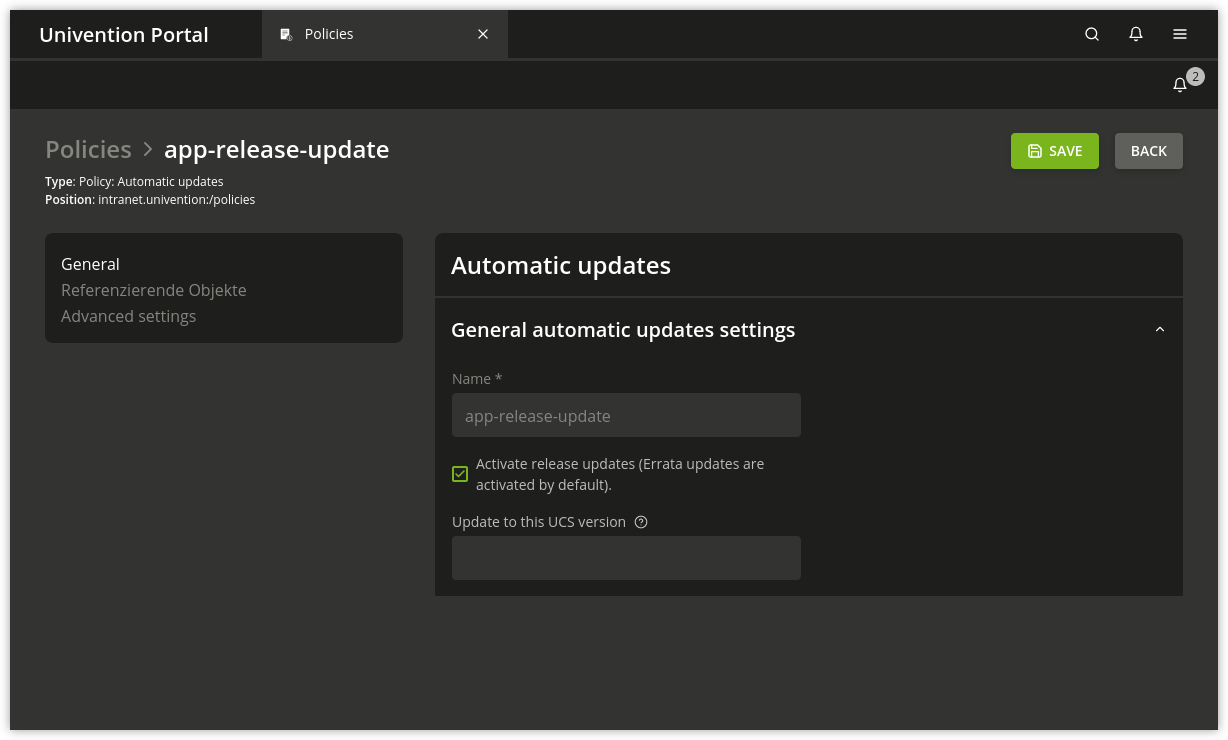 Univention Portal
Policies
2
Policies > app-release-update
SAVE
BACK
Type: Policy: Automatic updates
Position: intranet.univention:/policies
General
Referenzierende Objekte
Advanced settings
Automatic updates
General automatic updates settings
Name *
app-release-update
Activate release updates (Errata updates are
activated by default).
Update to this UCS version